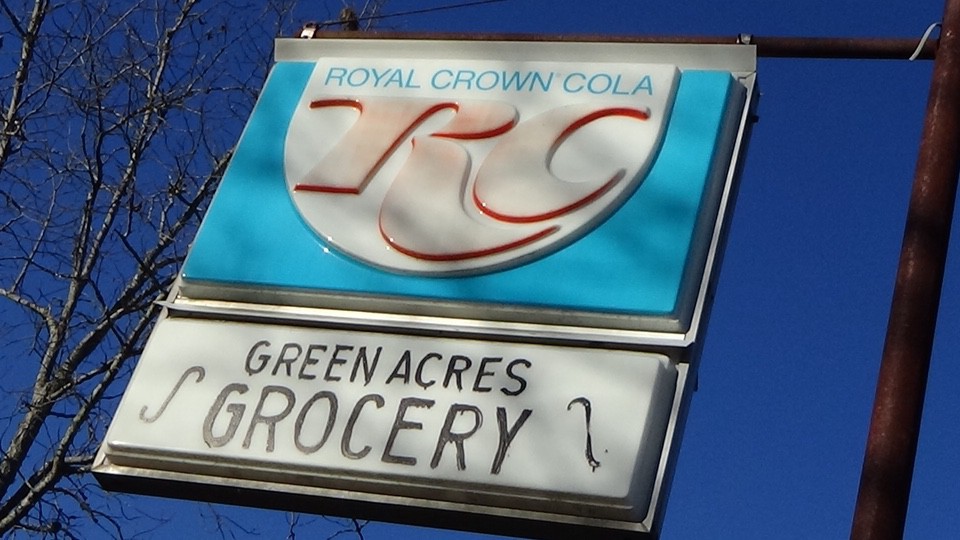 ROYAL CROWN COLA
RC
GREEN ACRES
GROCERY